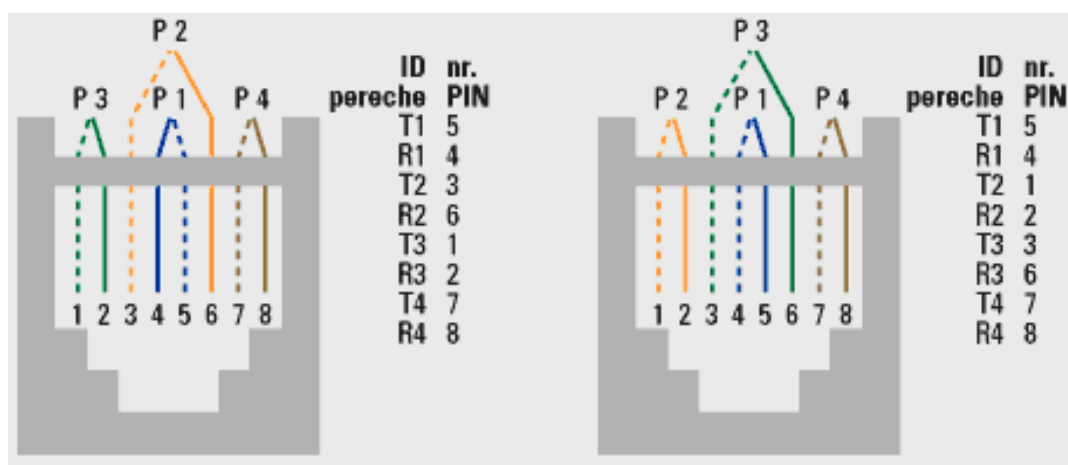 P 2
P 3 P 1 P 4
1 2 3 4 5 6 7 8
ID nr.
pereche PIN
T1 5
R1 4
T2 3
R2 6
T3 1
R3 2
T4 7
R4 8
P 3
P 2 P 1 P 4
1 2 3 4 5 6 7 8
ID nr.
pereche PIN
T1 5
R1 4
T2 1
R2 2
T3 3
R3 6
T4 7
R4 8